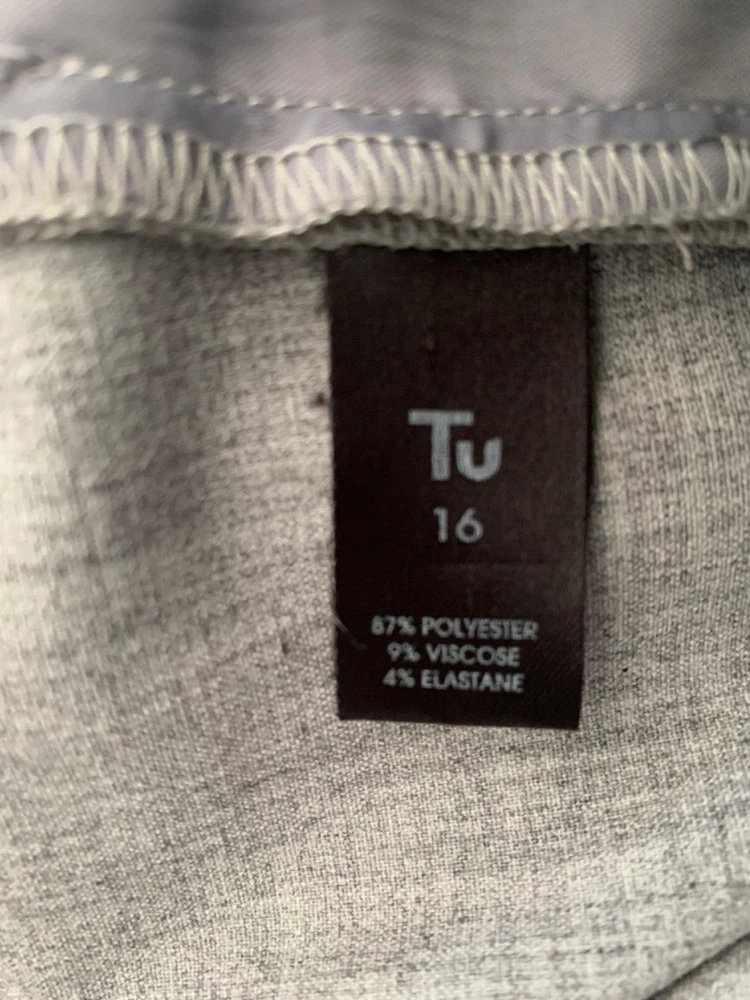 Tu
16
87% POLYESTER
9% VISCOSE
4% ELASTANE